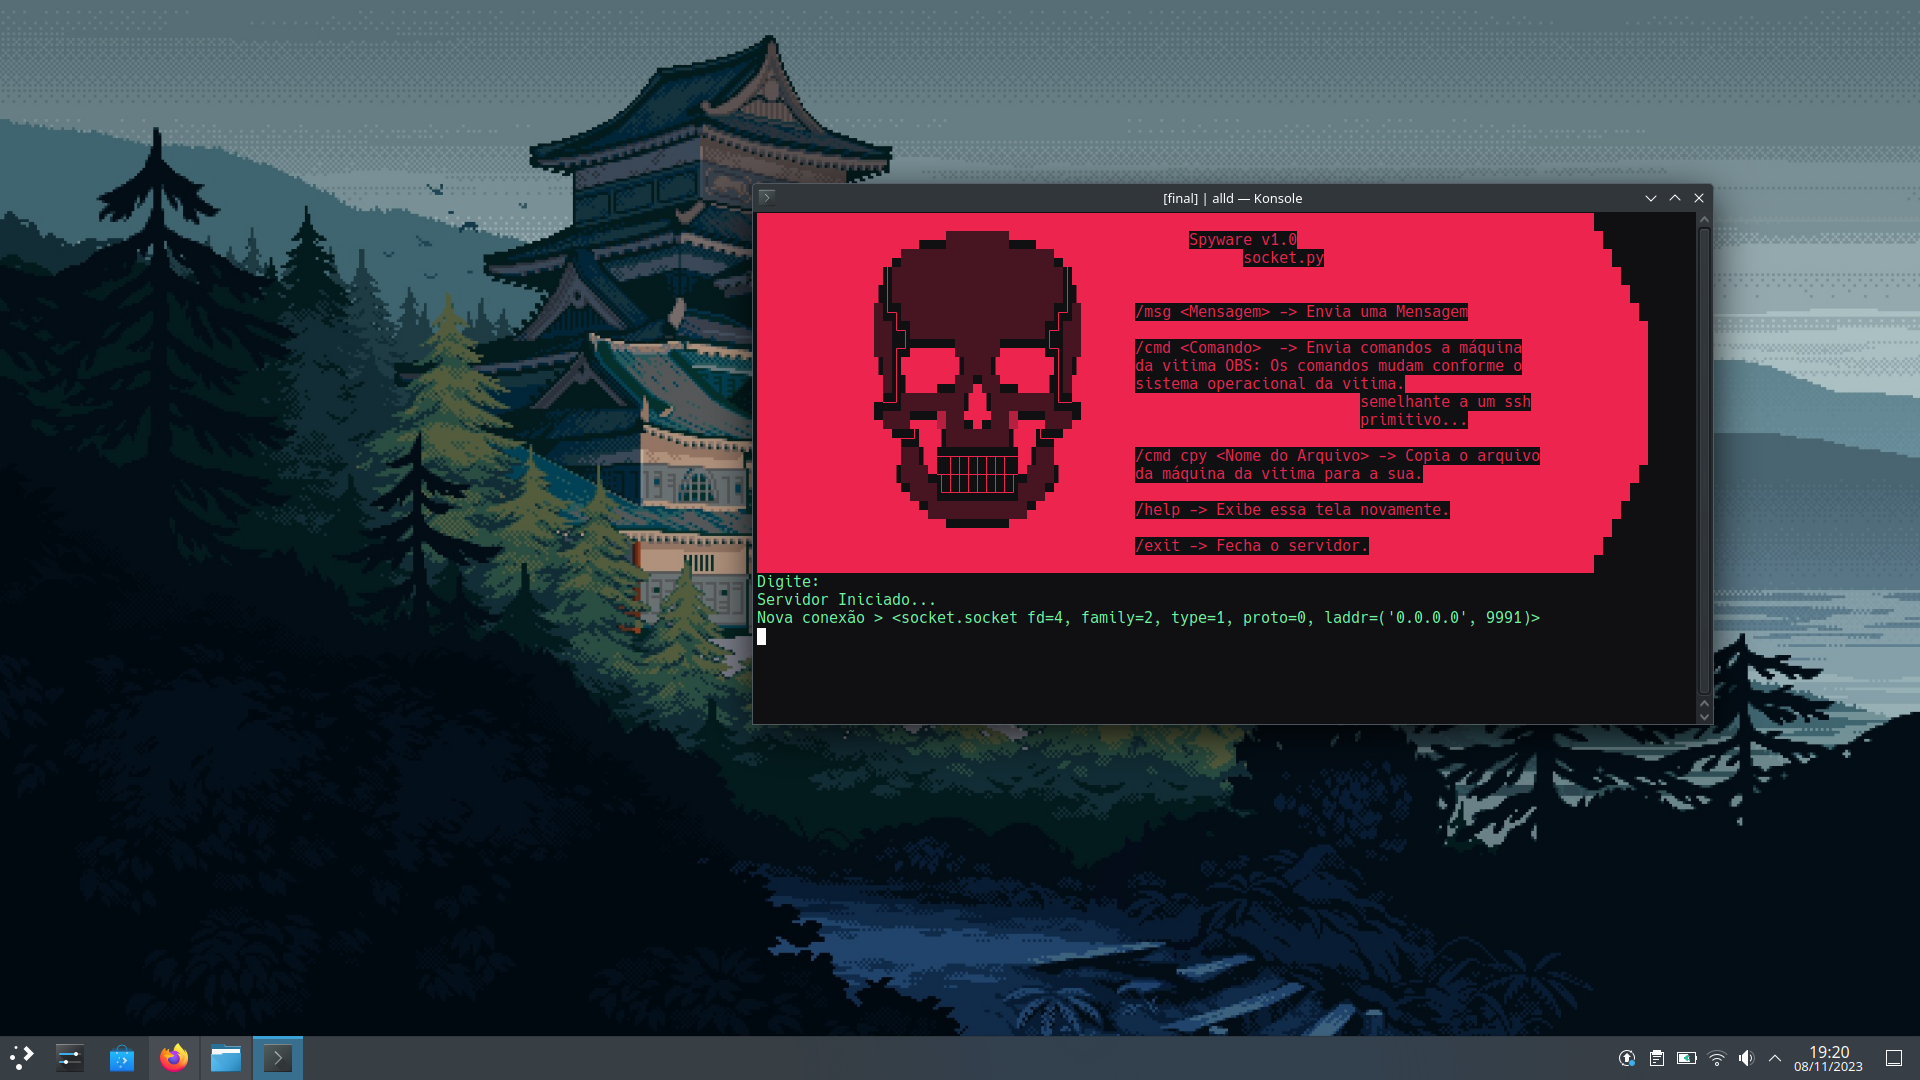 [final] | alld — Konsole
Spyware v1.0
socket.py
/msg <Mensagem> -> Envia uma Mensagem
/cmd <Comando>  -> Envia comandos a máquina
da vitima OBS: Os comandos mudam conforme o
sistema operacional da vitima.
semelhante a um ssh
primitivo...
/cmd cpy <Nome do Arquivo> -> Copia o arquivo
da máquina da vitima para a sua.
/help -> Exibe essa tela novamente.
/exit -> Fecha o servidor.
Digite:
Servidor Iniciado...
Nova conexão > <socket.socket fd=4, family=2, type=1, proto=0, laddr=('0.0.0.0', 9991)>
19:20
08/11/2023